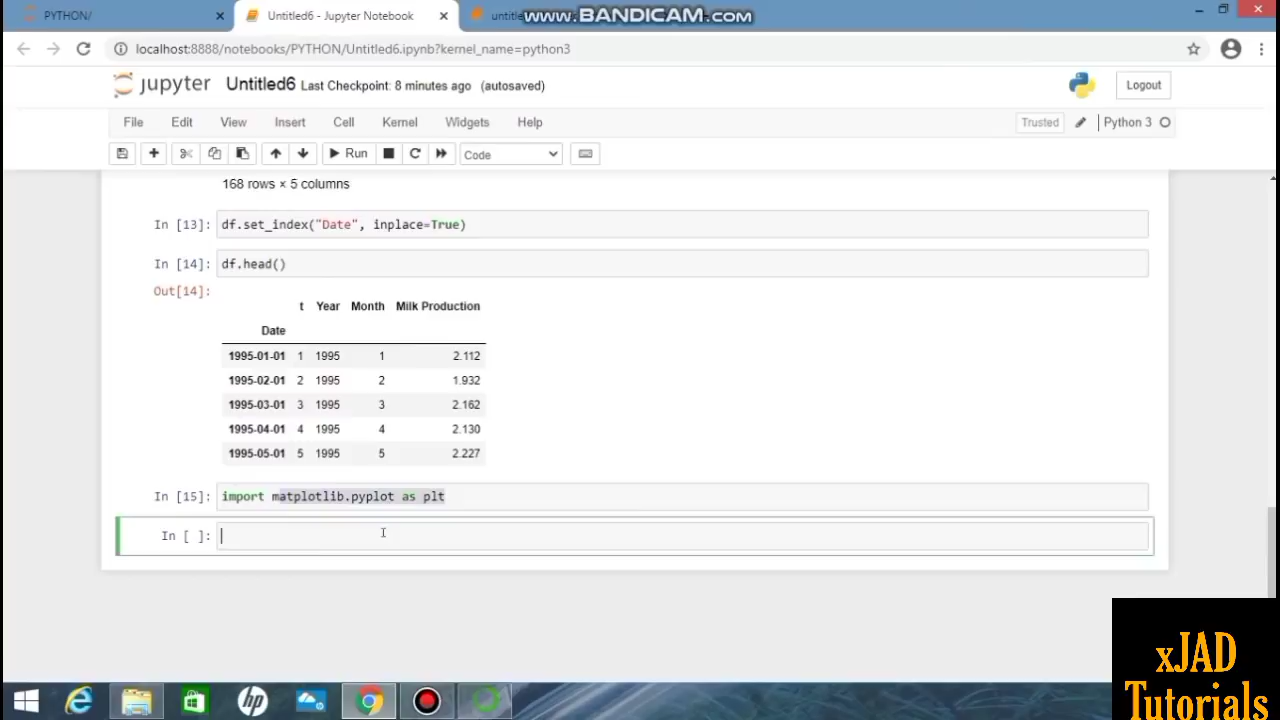 PYTHON/
Untitled6 - Jupyter Notebook
www.BANDICAM.com
localhost:8888/notebooks/PYTHON/Untitled6.ipynb?kernel_name=python3
jupyter Untitled6 Last Checkpoint: 8 minutes ago (autosaved)
Logout
File Edit View Insert Cell Kernel Widgets Help
Trusted
Python 3
Run
Code
168 rows × 5 columns
In [13]: df.set_index("Date", inplace=True)
In [14]: df.head()
Out[14]:
t Year Month Milk Production
Date
1995-01-01 1 1995 1 2.112
1995-02-01 2 1995 2 1.932
1995-03-01 3 1995 3 2.162
1995-04-01 4 1995 4 2.130
1995-05-01 5 1995 5 2.227
In [15]: import matplotlib.pyplot as plt
In [ ]:
hp
xJAD
Tutorials